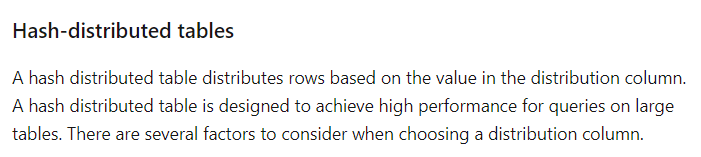 Hash-distributed tables
A hash distributed table distributes rows based on the value in the distribution column.
A hash distributed table is designed to achieve high performance for queries on large
tables. There are several factors to consider when choosing a distribution column.